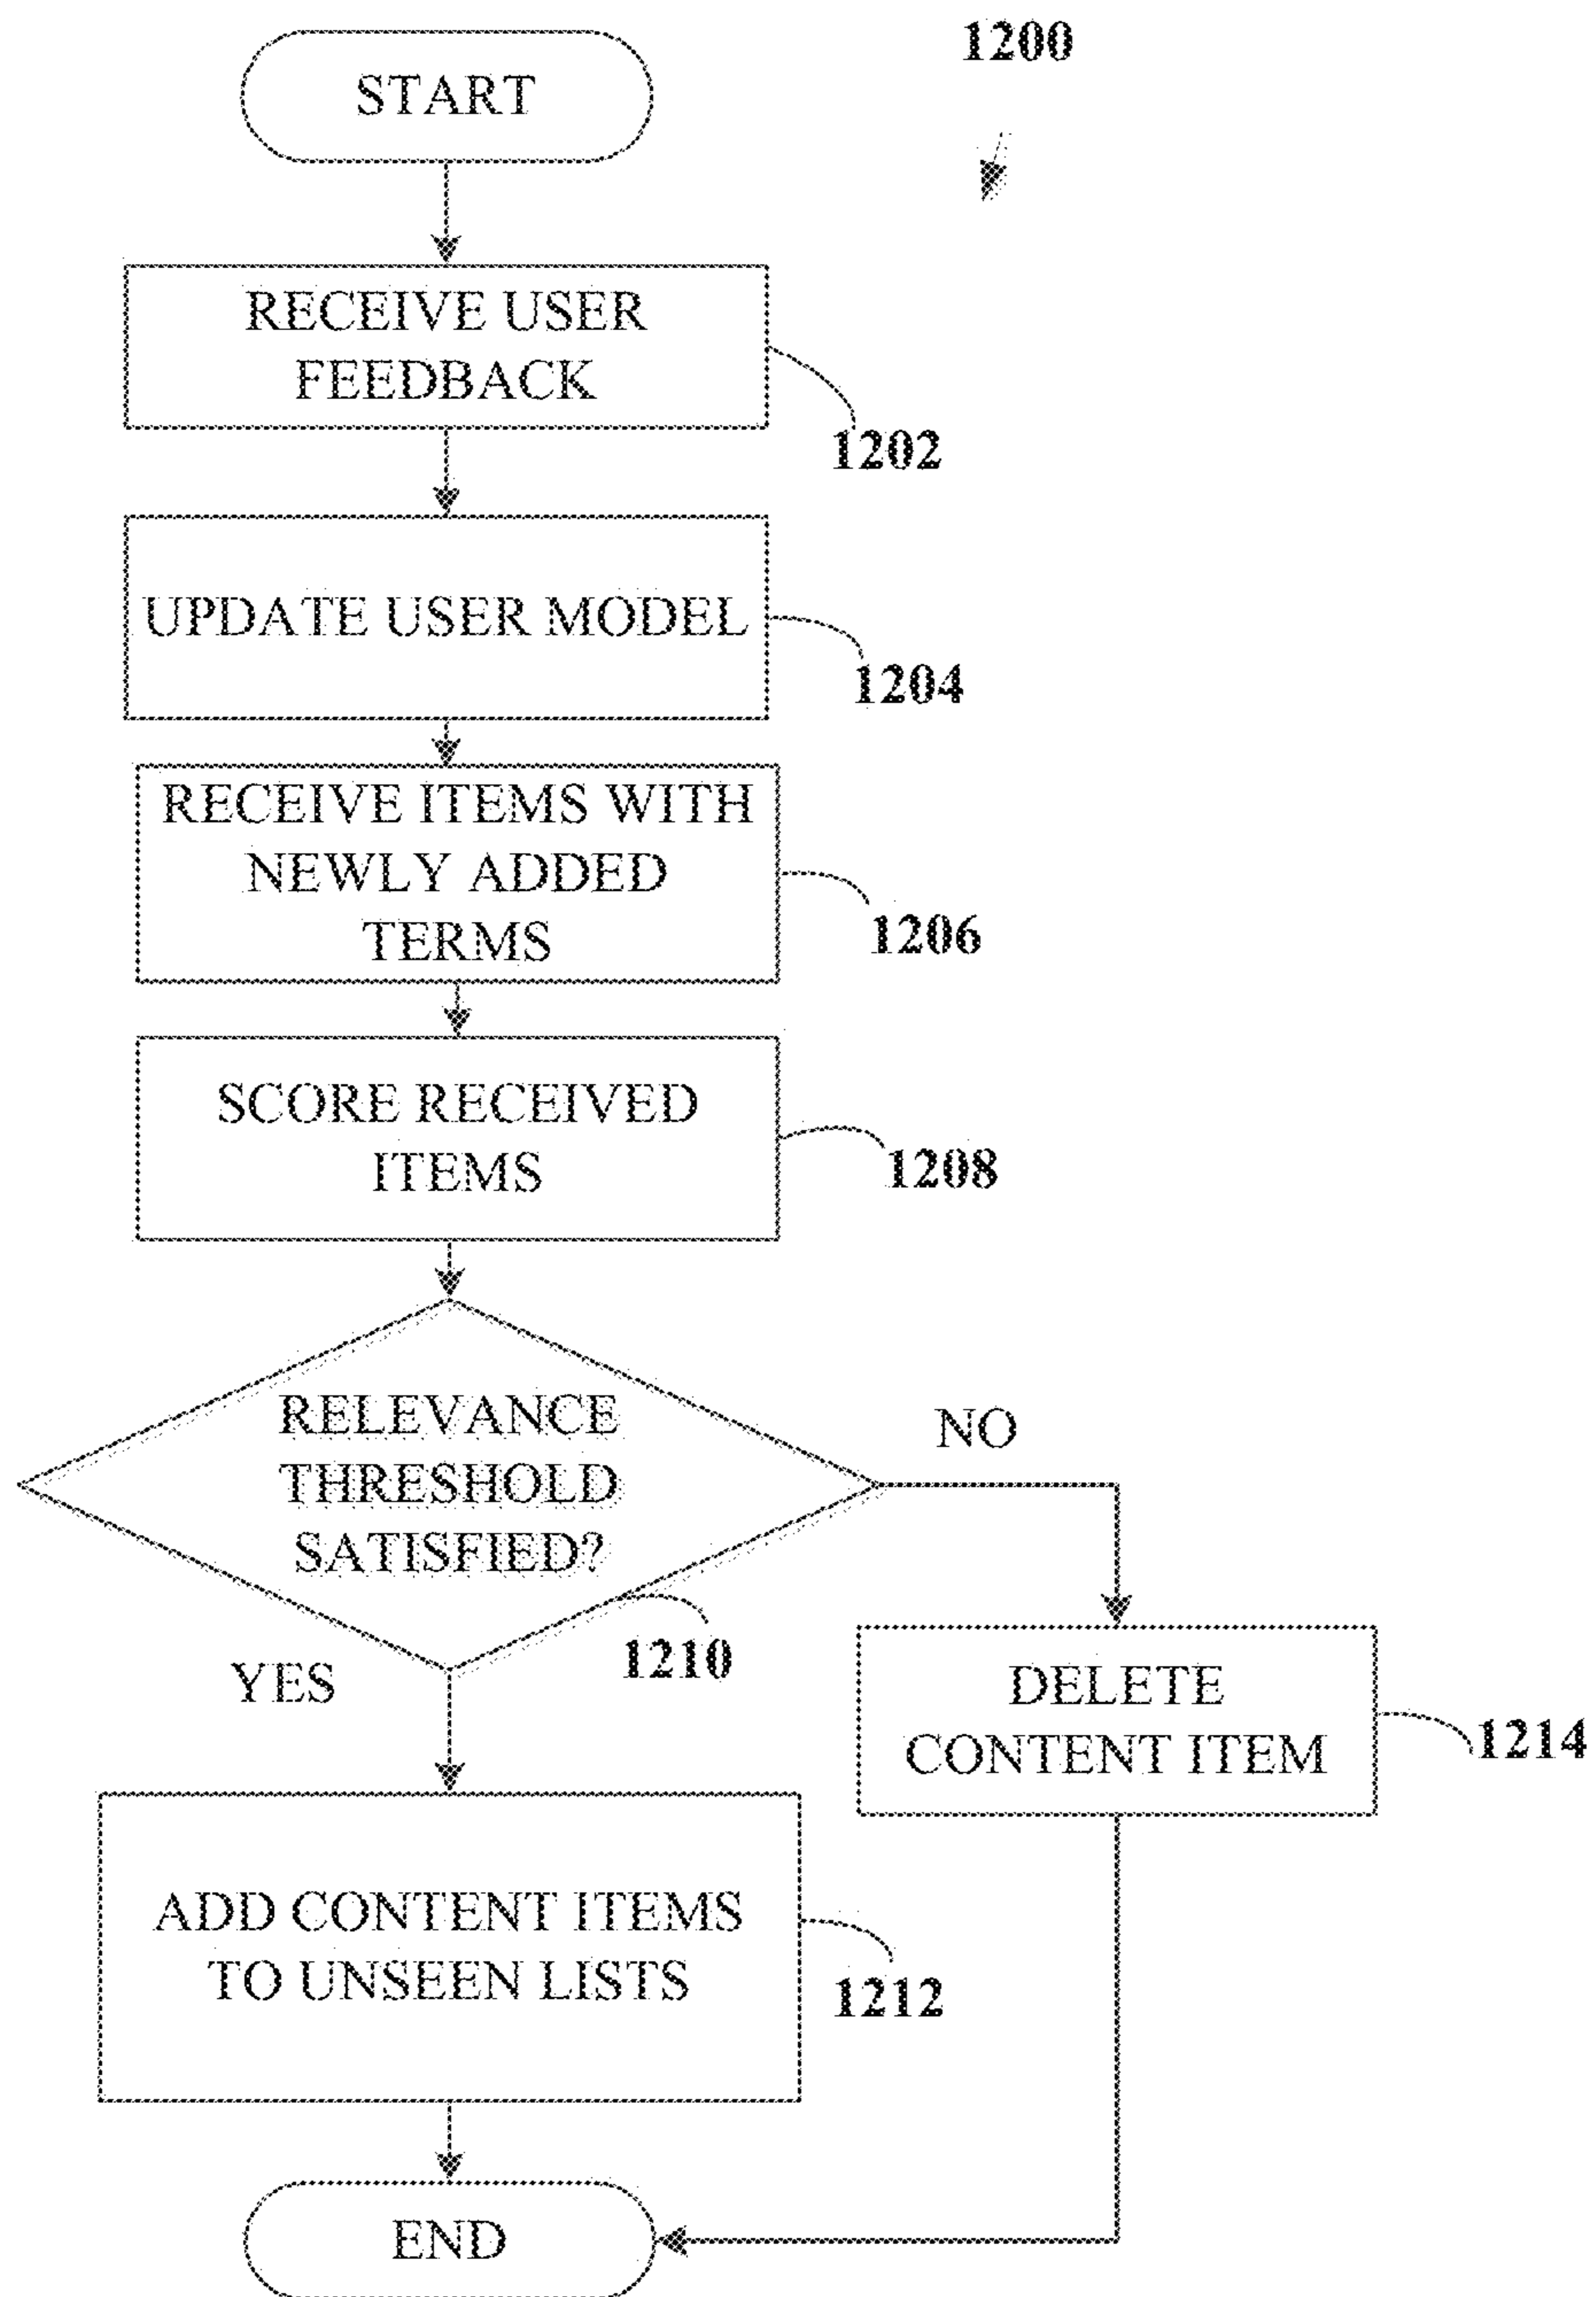 1200
START
RECEIVE USER
FEEDBACK
1202
UPDATE USER MODEL
1204
RECEIVE ITEMS WITH
NEWLY ADDED
TERMS
1206
SCORE RECEIVED
ITEMS
1208
RELEVANCE
THRESHOLD
SATISFIED?
1210
NO
YES
DELETE
CONTENT ITEM
1214
ADD CONTENT ITEMS
TO UNSEEN LISTS
1212
END